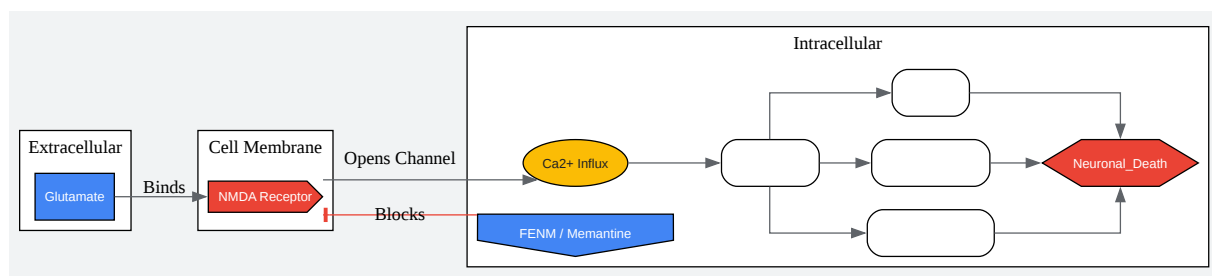 Intracellular
Extracellular
Cell Membrane
Opens Channel
Ca2+ Influx
Neuronal_Death
Glutamate
Binds
NMDA Receptor
Blocks
FENM / Memantine